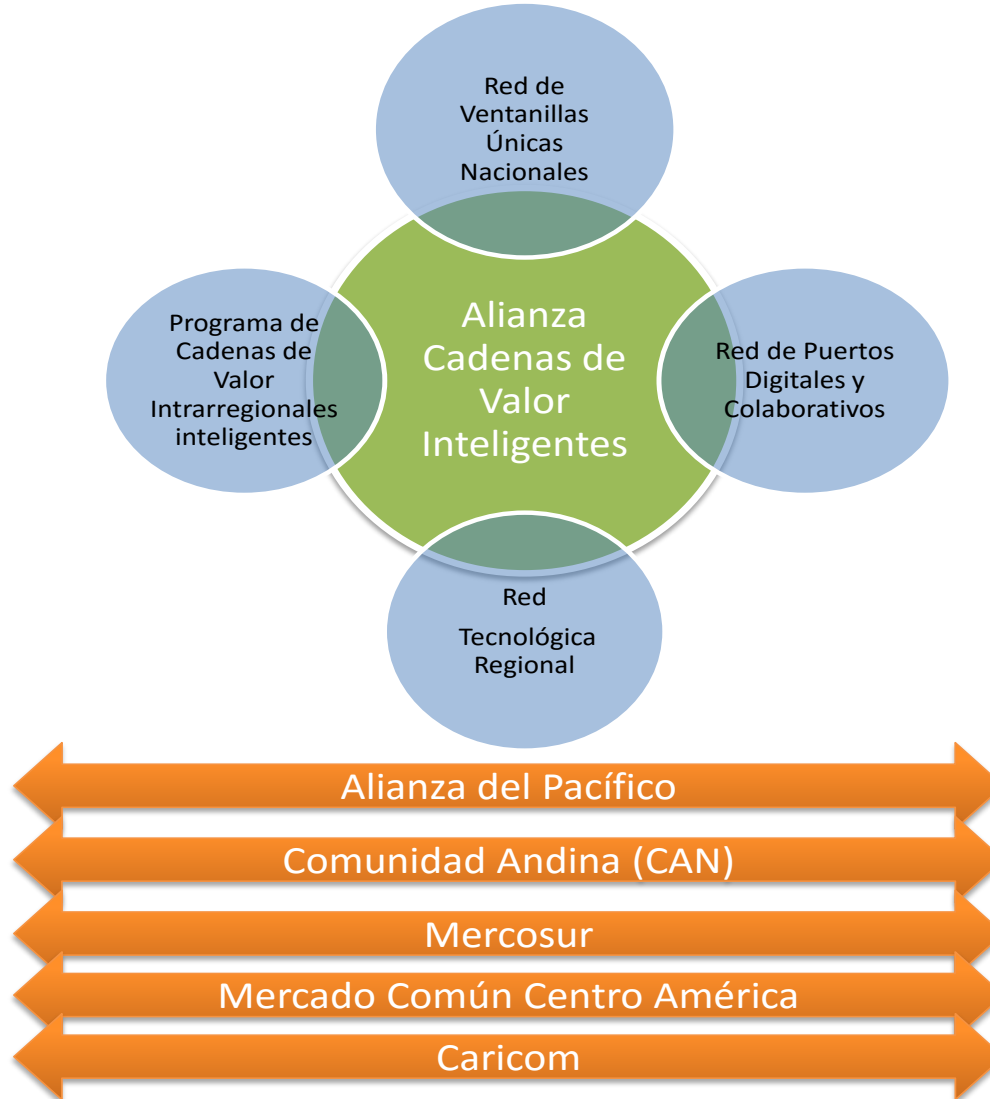 Red de
Ventanillas
Únicas
Nacionales
Programa de
Cadenas de
Valor
Intrarregionales
inteligentes
Alianza
Cadenas de
Valor
Inteligentes
Red de Puertos
Digitales y
Colaborativos
Red
Tecnológica
Regional
Alianza del Pacífico
Comunidad Andina (CAN)
Mercosur
Mercado Común Centro América
Caricom